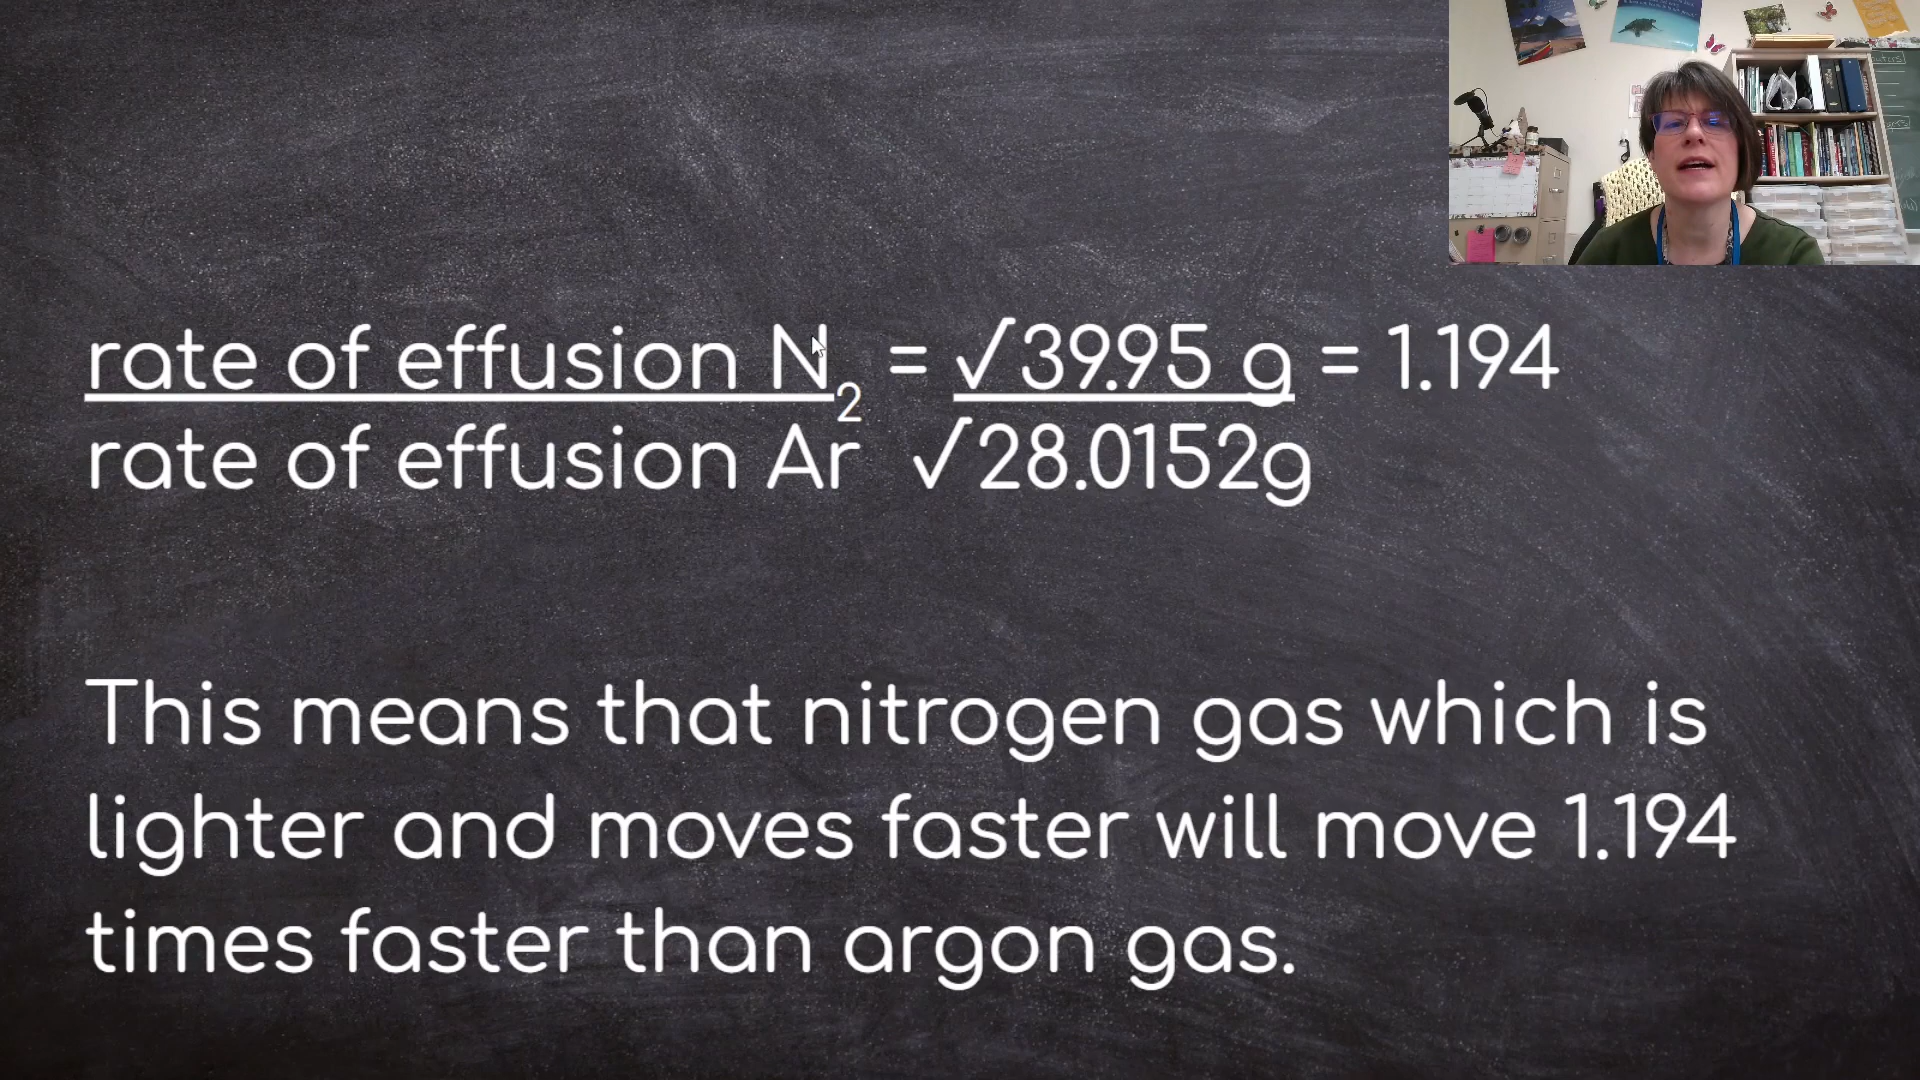 rate of effusion N₂ = √39.95 g = 1.194
rate of effusion Ar √28.0152g
This means that nitrogen gas which is
lighter and moves faster will move 1.194
times faster than argon gas.